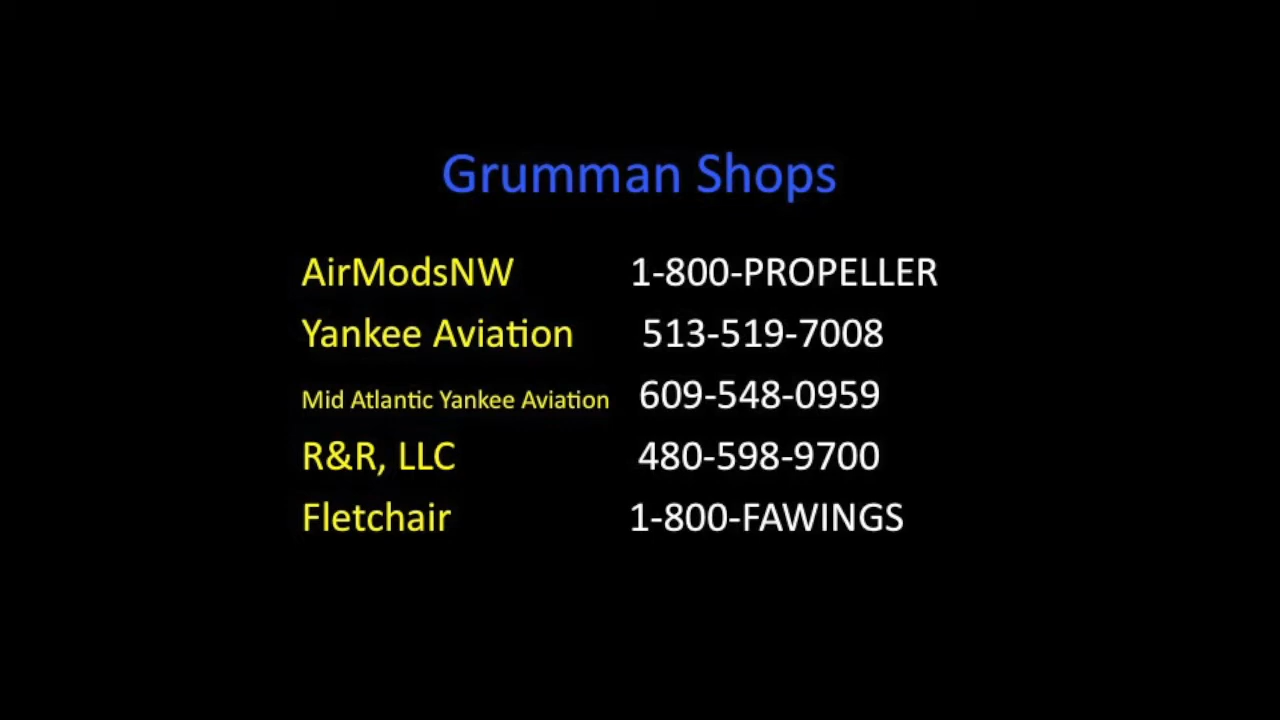 Grumman Shops
AirModsNW 1-800-PROPELLER
Yankee Aviation 513-519-7008
Mid Atlantic Yankee Aviation 609-548-0959
R&R, LLC 480-598-9700
Fletchair 1-800-FAWINGS